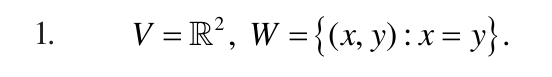 1. V = ℝ², W = {(x, y) : x = y}.